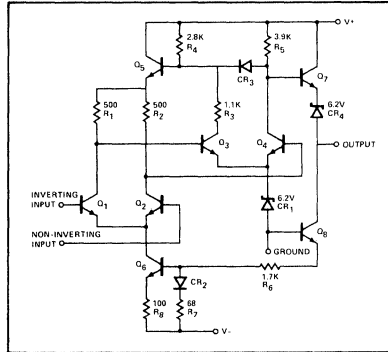 V+
2.8K
R4
3.9K
R5
Q5
CR3
Q7
6.2V
CR4
500
R1
500
R2
1.1K
R3
Q3
Q4
OUTPUT
INVERTING
INPUT
Q1
Q2
6.2V
CR1
Q8
NON-INVERTING
INPUT
GROUND
Q6
CR2
1.7K
R6
100
R8
68
R7
V-